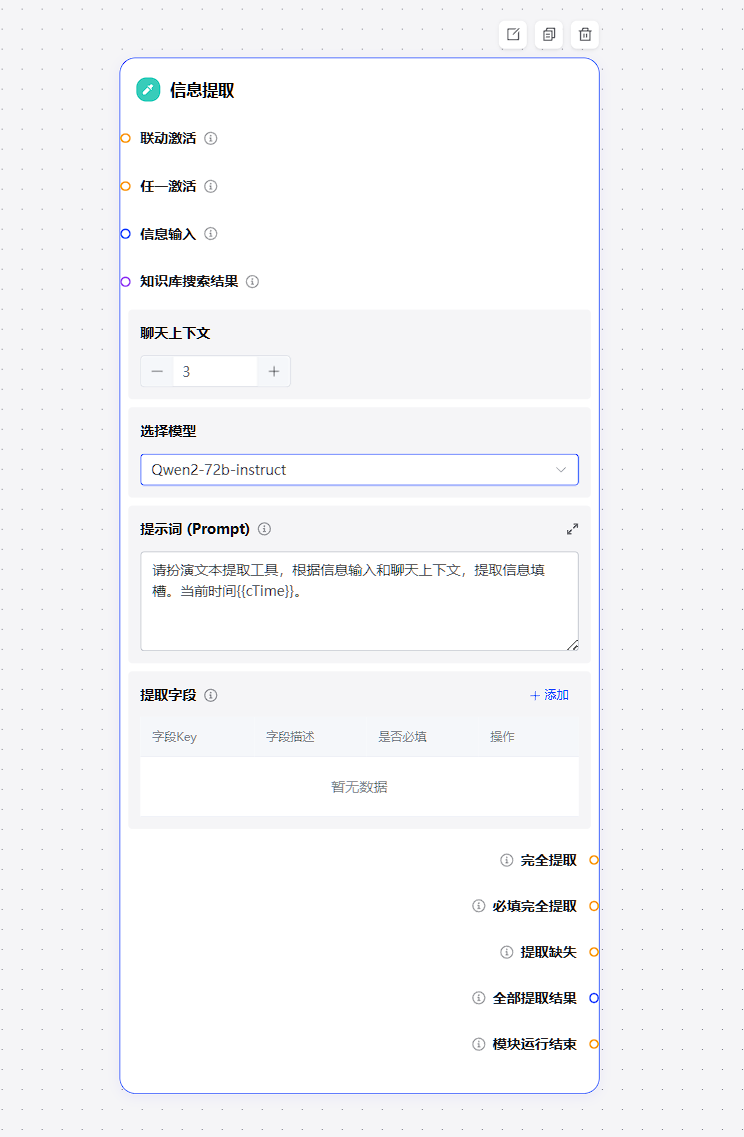 信息提取
联动激活
任一激活
信息输入
知识库搜索结果
聊天上下文
3
选择模型
Qwen2-72b-instruct
提示词 (Prompt)
请扮演文本提取工具，根据信息输入和聊天上下文，提取信息填
槽。当前时间{{cTime}}。
提取字段 + 添加
字段Key 字段描述 是否必填 操作
暂无数据
完全提取
必填完全提取
提取缺失
全部提取结果
模块运行结束